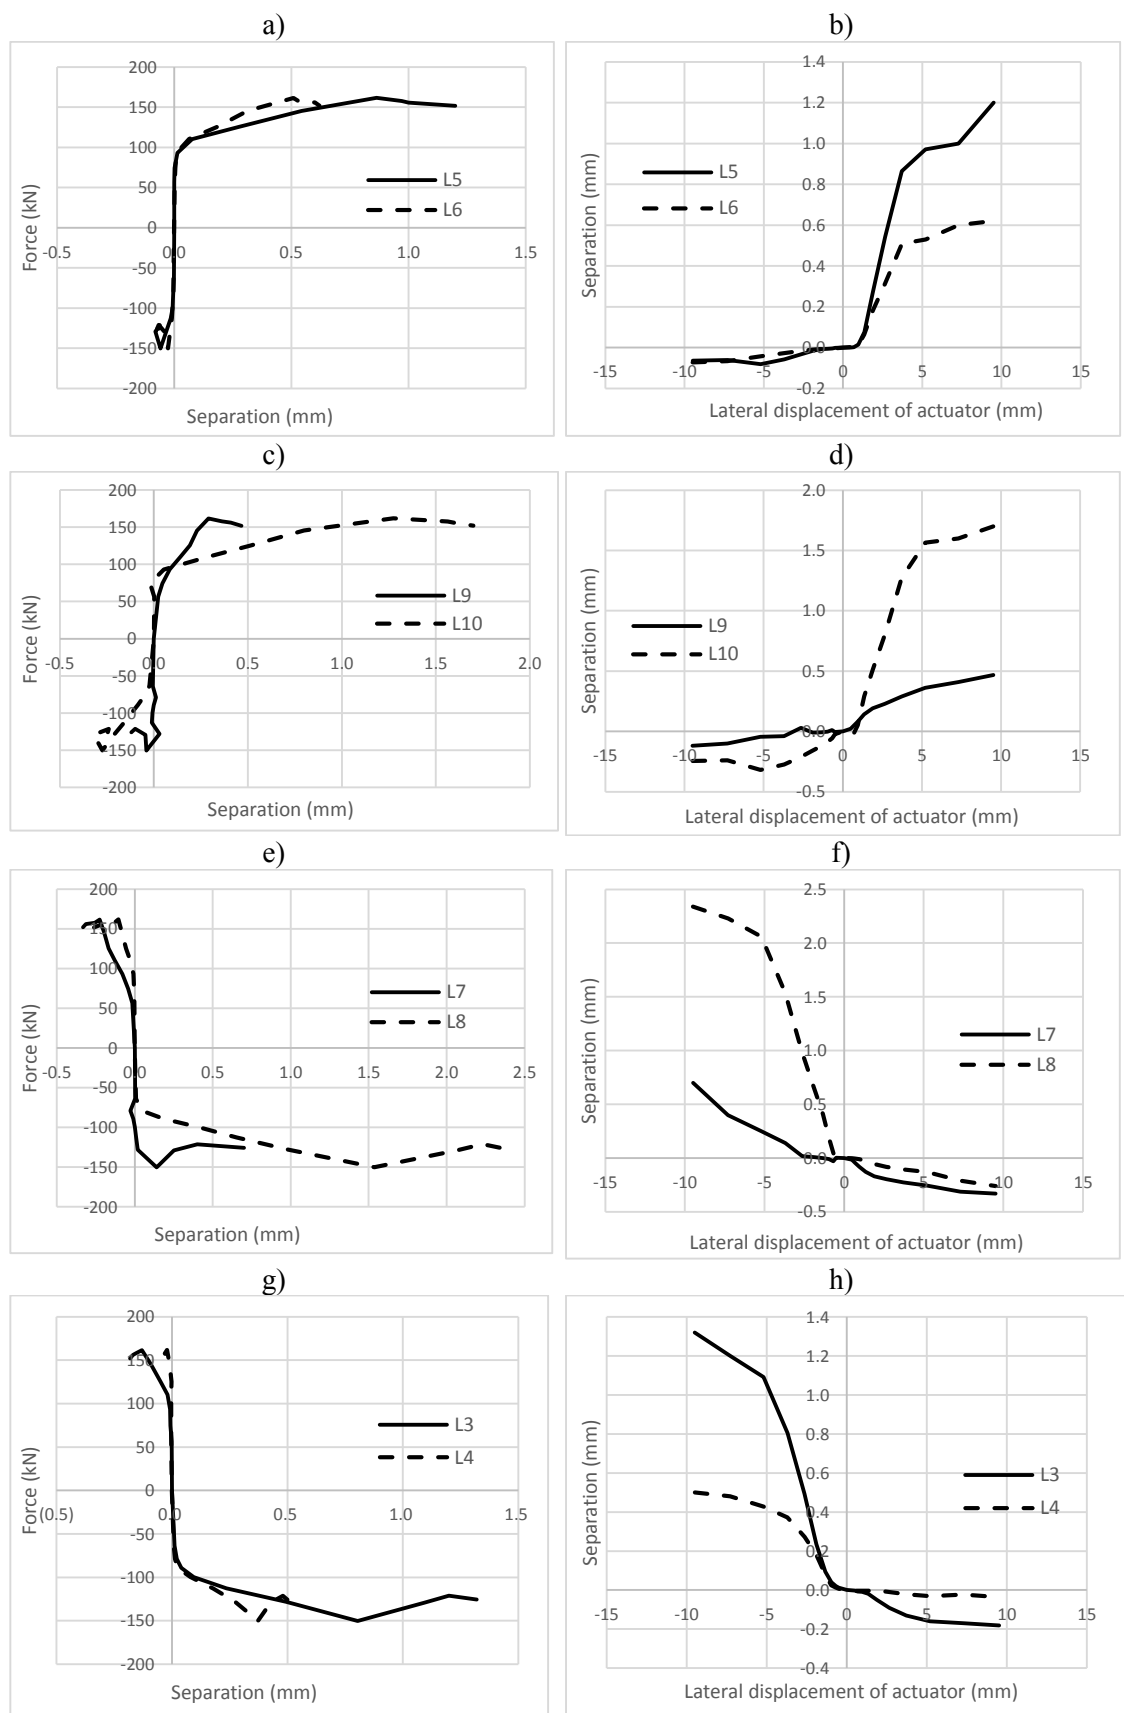 a)
200
150
100
50
0
-50
-100
-150
-200
-0.5
0.0
0.5
1.0
1.5
Force (kN)
Separation (mm)
L5
L6
b)
1.4
1.2
1.0
0.8
0.6
0.4
0.2
0.0
-0.2
-15
-10
-5
0
5
10
15
Separation (mm)
Lateral displacement of actuator (mm)
L5
L6
c)
200
150
100
50
0
-50
-100
-150
-200
-0.5
0.0
0.5
1.0
1.5
2.0
Force (kN)
Separation (mm)
L9
L10
d)
2.0
1.5
1.0
0.5
0.0
-0.5
-15
-10
-5
0
5
10
15
Separation (mm)
Lateral displacement of actuator (mm)
L9
L10
e)
200
150
100
50
0
-50
-100
-150
-200
-0.5
0.0
0.5
1.0
1.5
2.0
2.5
Force (kN)
Separation (mm)
L7
L8
f)
2.5
2.0
1.5
1.0
0.5
0.0
-0.5
-15
-10
-5
0
5
10
15
Separation (mm)
Lateral displacement of actuator (mm)
L7
L8
g)
200
150
100
50
0
-50
-100
-150
-200
(0.5)
0.0
0.5
1.0
1.5
Force (kN)
Separation (mm)
L3
L4
h)
1.4
1.2
1.0
0.8
0.6
0.4
0.2
0.0
-0.2
-0.4
-15
-10
-5
0
5
10
15
Separation (mm)
Lateral displacement of actuator (mm)
L3
L4